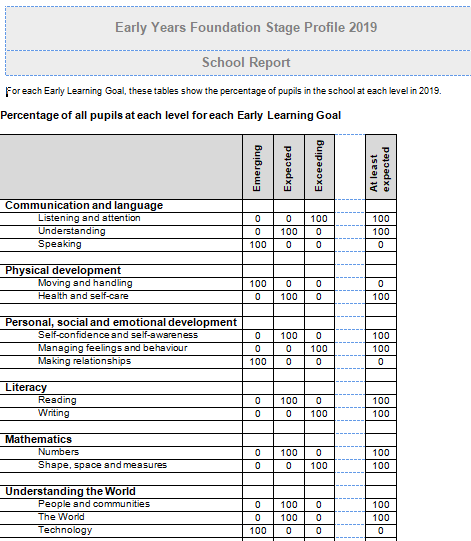 Early Years Foundation Stage Profile 2019
School Report
For each Early Learning Goal, these tables show the percentage of pupils in the school at each level in 2019.
Percentage of all pupils at each level for each Early Learning Goal
Emerging Expected Exceeding At least expected
Communication and language
Listening and attention 0 0 100 100
Understanding 0 100 0 100
Speaking 100 0 0 0
Physical development
Moving and handling 100 0 0 0
Health and self-care 0 100 0 100
Personal, social and emotional development
Self-confidence and self-awareness 0 100 0 100
Managing feelings and behaviour 0 0 100 100
Making relationships 100 0 0 0
Literacy
Reading 0 100 0 100
Writing 0 0 100 100
Mathematics
Numbers 0 100 0 100
Shape, space and measures 0 0 100 100
Understanding the World
People and communities 0 100 0 100
The World 0 100 0 100
Technology 100 0 0 0